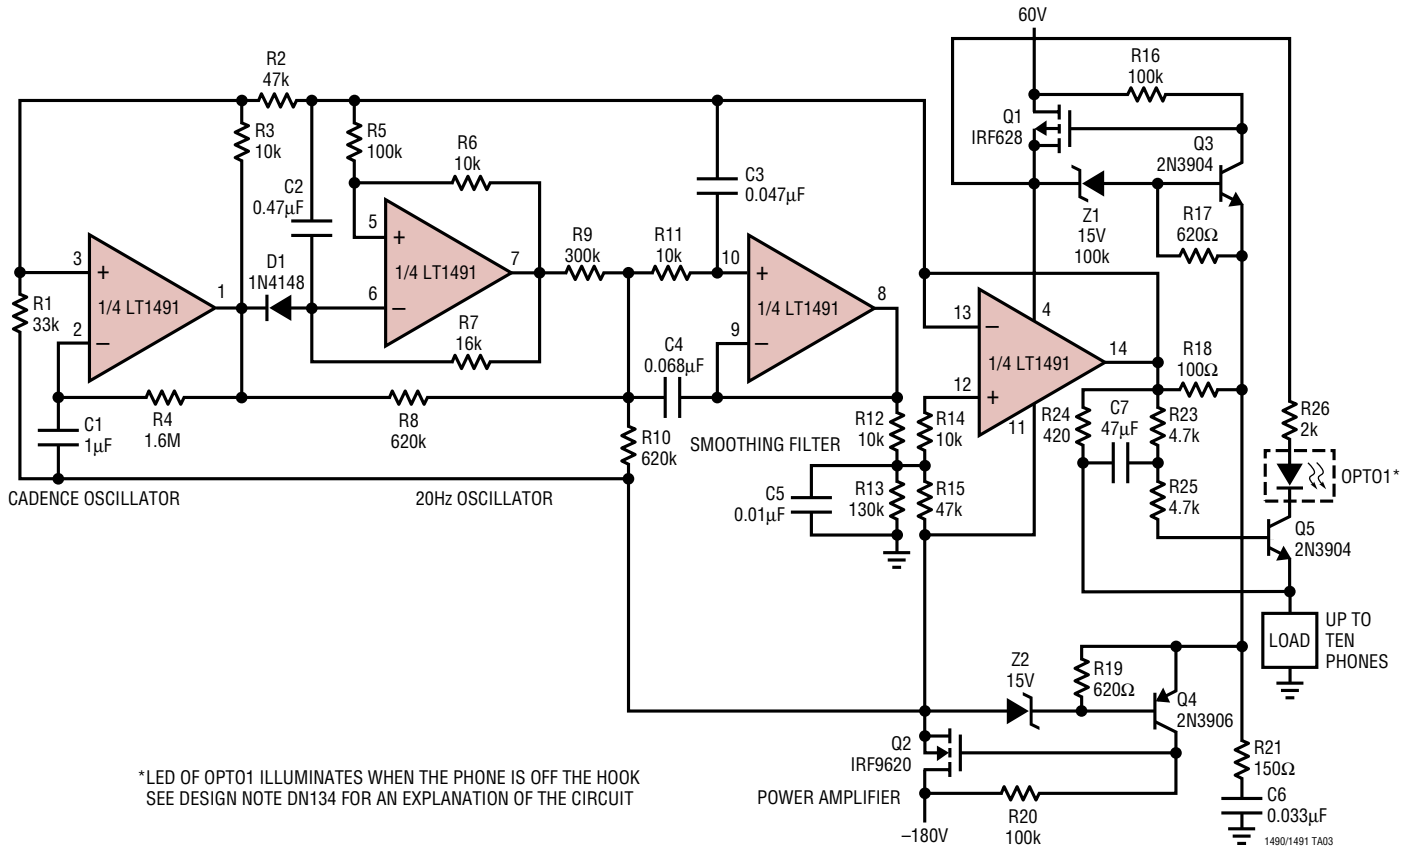 60V
R2
47k
R16
100k
R3
10k
R5
100k
Q1
IRF628
R6
10k
Q3
2N3904
C2
0.47µF
C3
0.047µF
5
+
Z1
15V
100k
R17
620Ω
R9
300k
R11
10k
3
+
D1
1N4148
7
10
+
1/4 LT1491
R1
33k
1
1/4 LT1491
6
–
8
4
1/4 LT1491
13
–
2
–
R7
16k
C4
0.068µF
9
–
1/4 LT1491
14
R18
100Ω
12
+
R4
1.6M
R8
620k
C1
1µF
R10
620k
SMOOTHING FILTER
R12
10k
R14
10k
11
R24
420
C7
47µF
R23
4.7k
R26
2k
OPTO1*
CADENCE OSCILLATOR
20Hz OSCILLATOR
C5
0.01µF
R13
130k
R15
47k
R25
4.7k
Q5
2N3904
LOAD
UP TO
TEN
PHONES
Z2
15V
R19
620Ω
Q4
2N3906
Q2
IRF9620
R21
150Ω
*LED OF OPTO1 ILLUMINATES WHEN THE PHONE IS OFF THE HOOK
SEE DESIGN NOTE DN134 FOR AN EXPLANATION OF THE CIRCUIT
POWER AMPLIFIER
C6
0.033µF
R20
100k
–180V
1490/1491 TA03